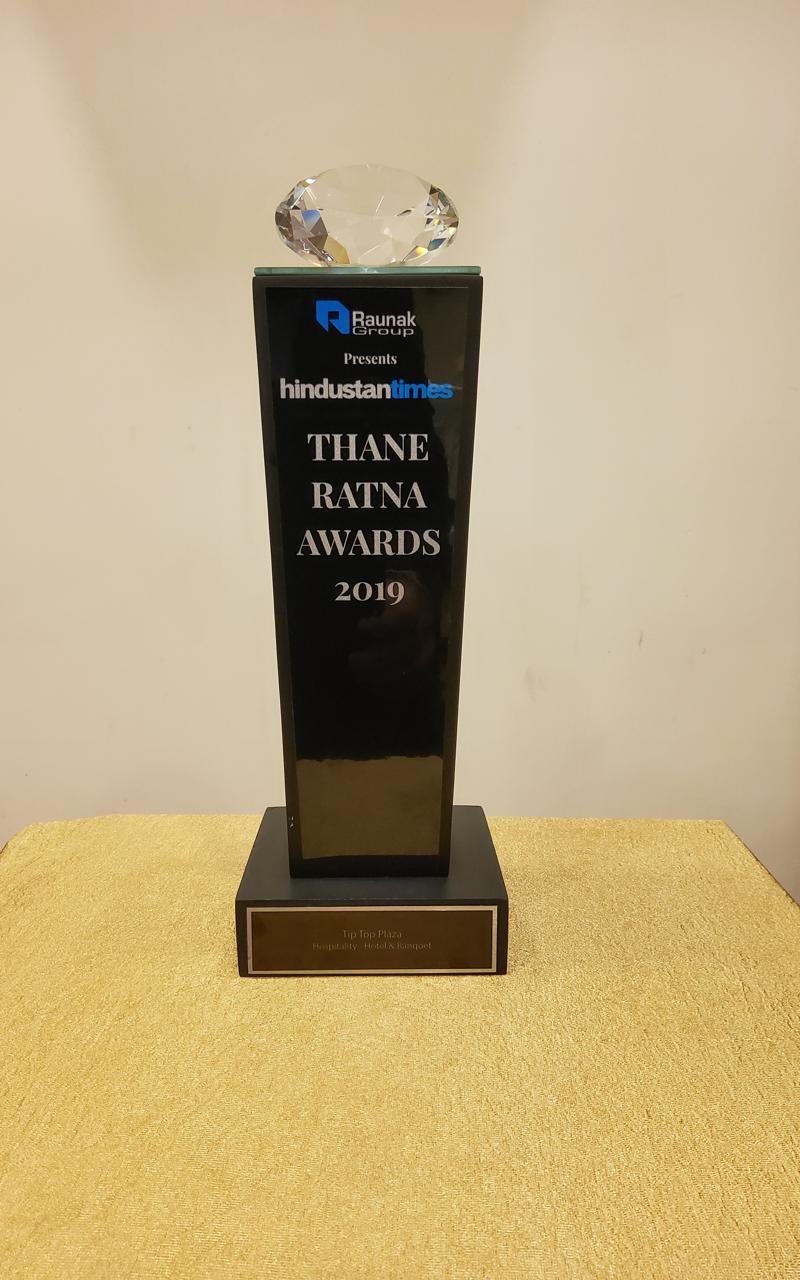 Raunak
Group
Presents
hindustantimes
THANE
RATNA
AWARDS
2019
Tip Top Plaza
Hospitality - Hotel & Banquet